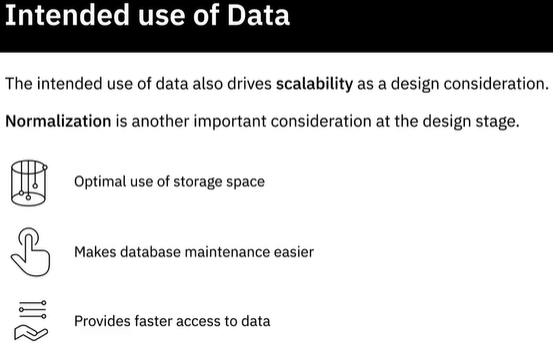 Intended use of Data
The intended use of data also drives scalability as a design consideration.
Normalization is another important consideration at the design stage.
Optimal use of storage space
Makes database maintenance easier
Provides faster access to data